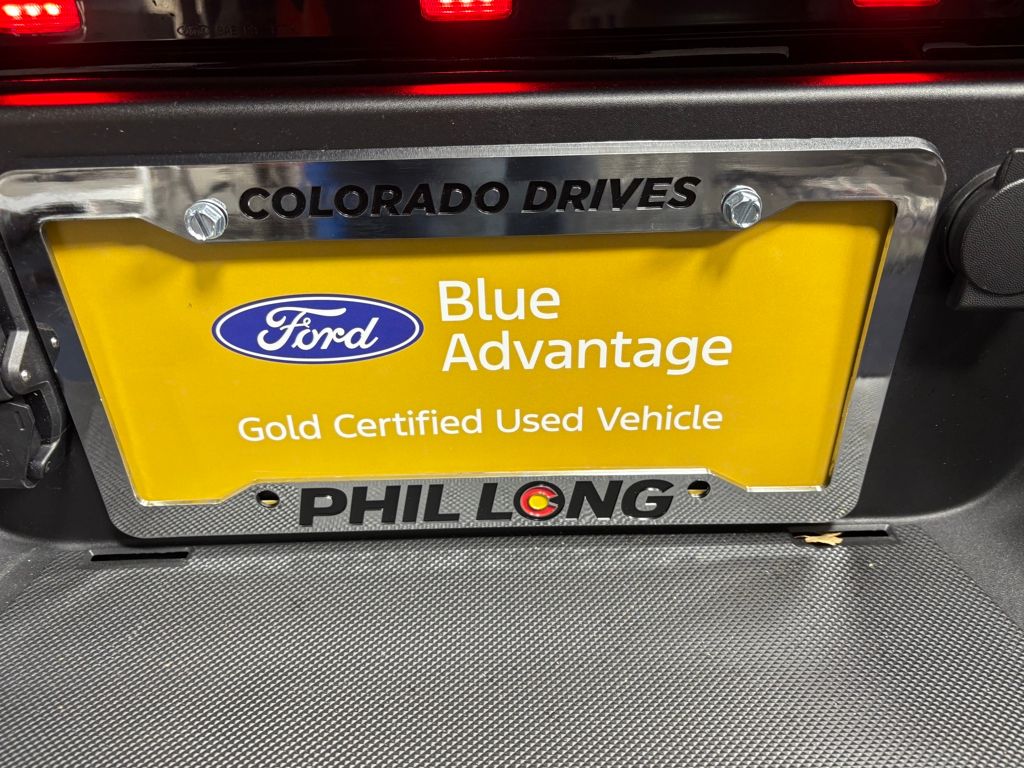 COLORADO DRIVES
Ford
Blue
Advantage
Gold Certified Used Vehicle
PHIL LONG